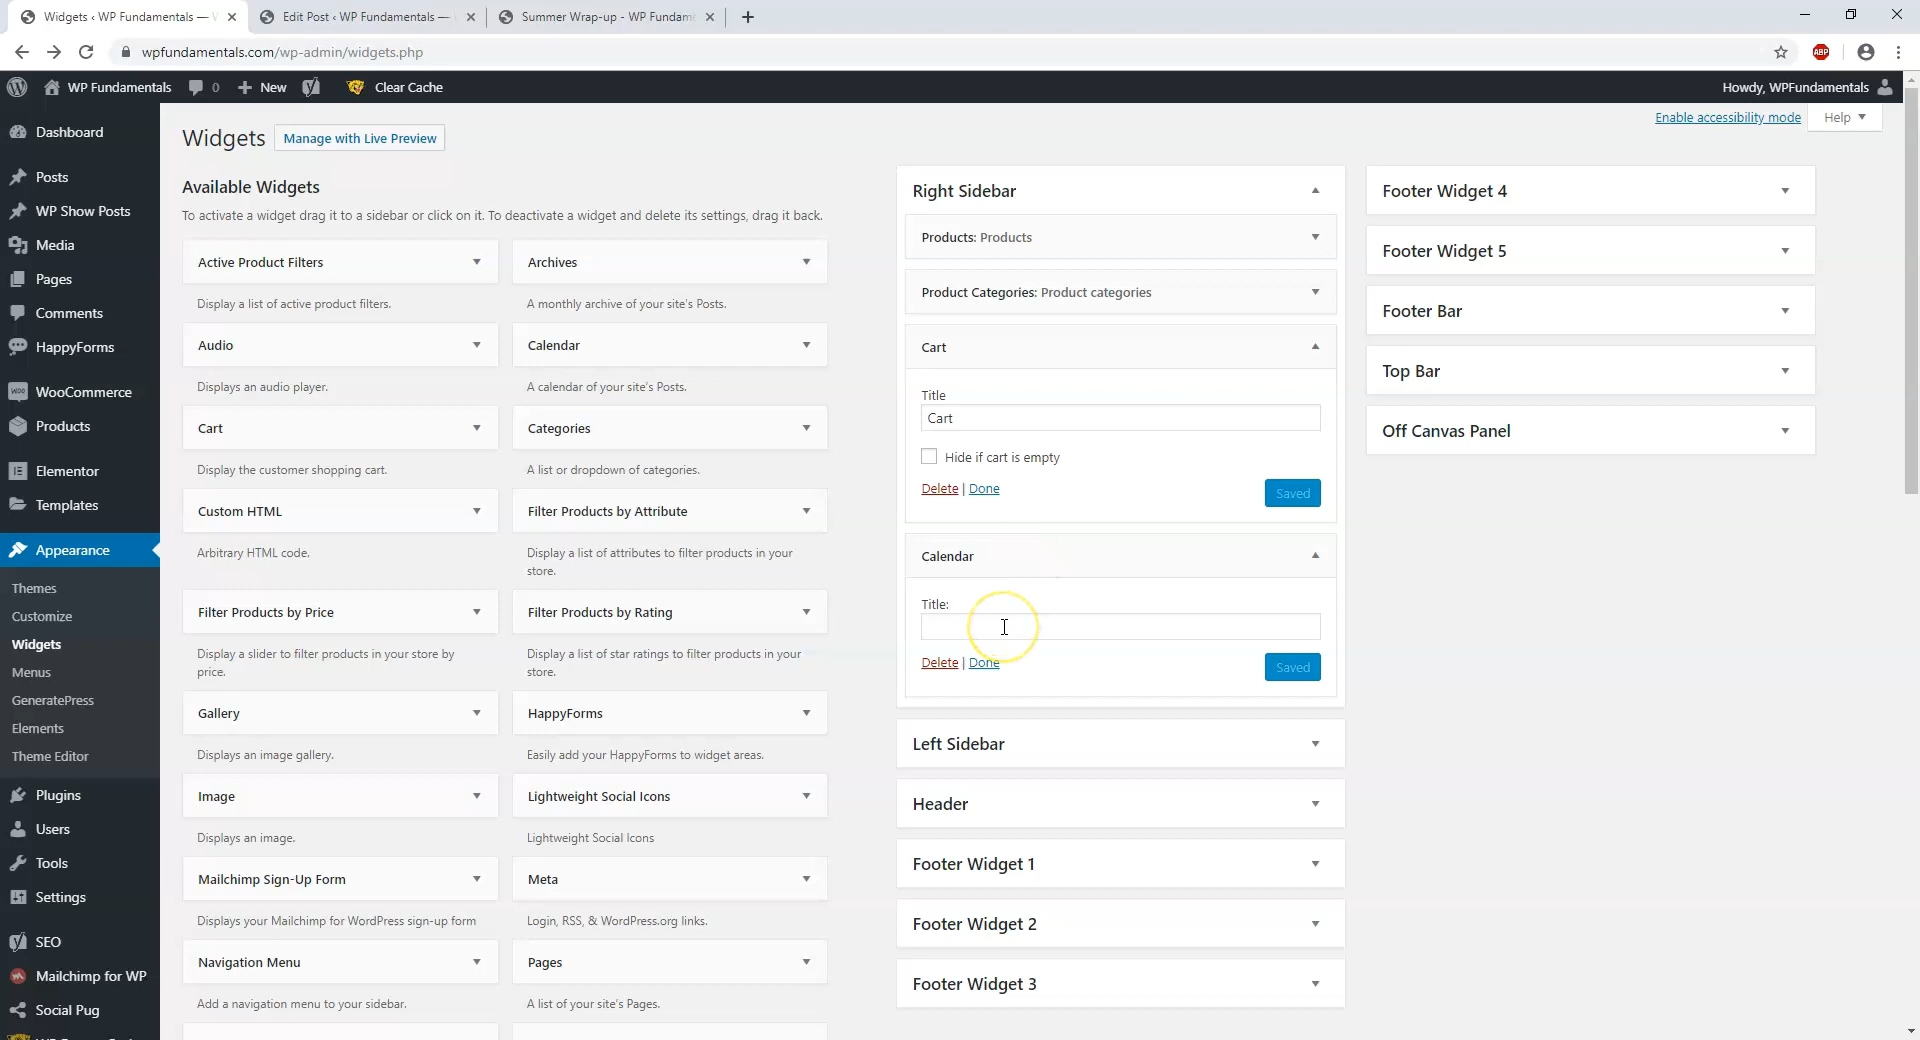 Widgets ‹ WP Fundamentals — W
Edit Post ‹ WP Fundamentals —
Summer Wrap-up - WP Fundam
wpfundamentals.com/wp-admin/widgets.php
ABP
WP Fundamentals
0
New
Clear Cache
Howdy, WPFundamentals
Dashboard
Posts
WP Show Posts
Media
Pages
Comments
HappyForms
WooCommerce
Products
Elementor
Templates
Appearance
Themes
Customize
Widgets
Menus
GeneratePress
Elements
Theme Editor
Plugins
Users
Tools
Settings
SEO
Mailchimp for WP
Social Pug
Enable accessibility mode
Help
Widgets
Manage with Live Preview
Available Widgets
To activate a widget drag it to a sidebar or click on it. To deactivate a widget and delete its settings, drag it back.
Active Product Filters
Display a list of active product filters.
Archives
A monthly archive of your site's Posts.
Audio
Displays an audio player.
Calendar
A calendar of your site's Posts.
Cart
Display the customer shopping cart.
Categories
A list or dropdown of categories.
Custom HTML
Arbitrary HTML code.
Filter Products by Attribute
Display a list of attributes to filter products in your
store.
Filter Products by Price
Display a slider to filter products in your store by
price.
Filter Products by Rating
Display a list of star ratings to filter products in your
store.
Gallery
Displays an image gallery.
HappyForms
Easily add your HappyForms to widget areas.
Image
Displays an image.
Lightweight Social Icons
Lightweight Social Icons
Mailchimp Sign-Up Form
Displays your Mailchimp for WordPress sign-up form
Meta
Login, RSS, & WordPress.org links.
Navigation Menu
Add a navigation menu to your sidebar.
Pages
A list of your site's Pages.
Right Sidebar
Products: Products
Product Categories: Product categories
Cart
Title
Cart
Hide if cart is empty
Delete | Done
Saved
Calendar
Title:
Delete | Done
Saved
Left Sidebar
Header
Footer Widget 1
Footer Widget 2
Footer Widget 3
Footer Widget 4
Footer Widget 5
Footer Bar
Top Bar
Off Canvas Panel